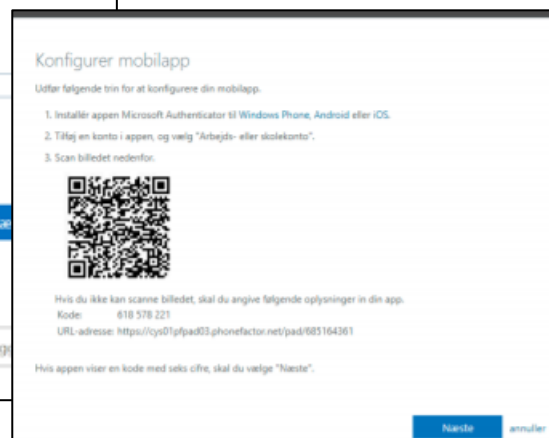 Konfigurer mobilapp
Udfør følgende trin for at konfigurere din mobilapp.
1. Installér appen Microsoft Authenticator til Windows Phone, Android eller iOS.
2. Tilføj en konto i appen, og vælg "Arbejds- eller skolekonto".
3. Scan billedet nedenfor.
Hvis du ikke kan scanne billedet, skal du angive følgende oplysninger in din app.
Kode: 618 578 221
URL-adresse: https://cys01pfpad03.phonefactor.net/pad/685164361
Hvis appen viser en kode med seks cifre, skal du vælge "Næste".
Næste annuller